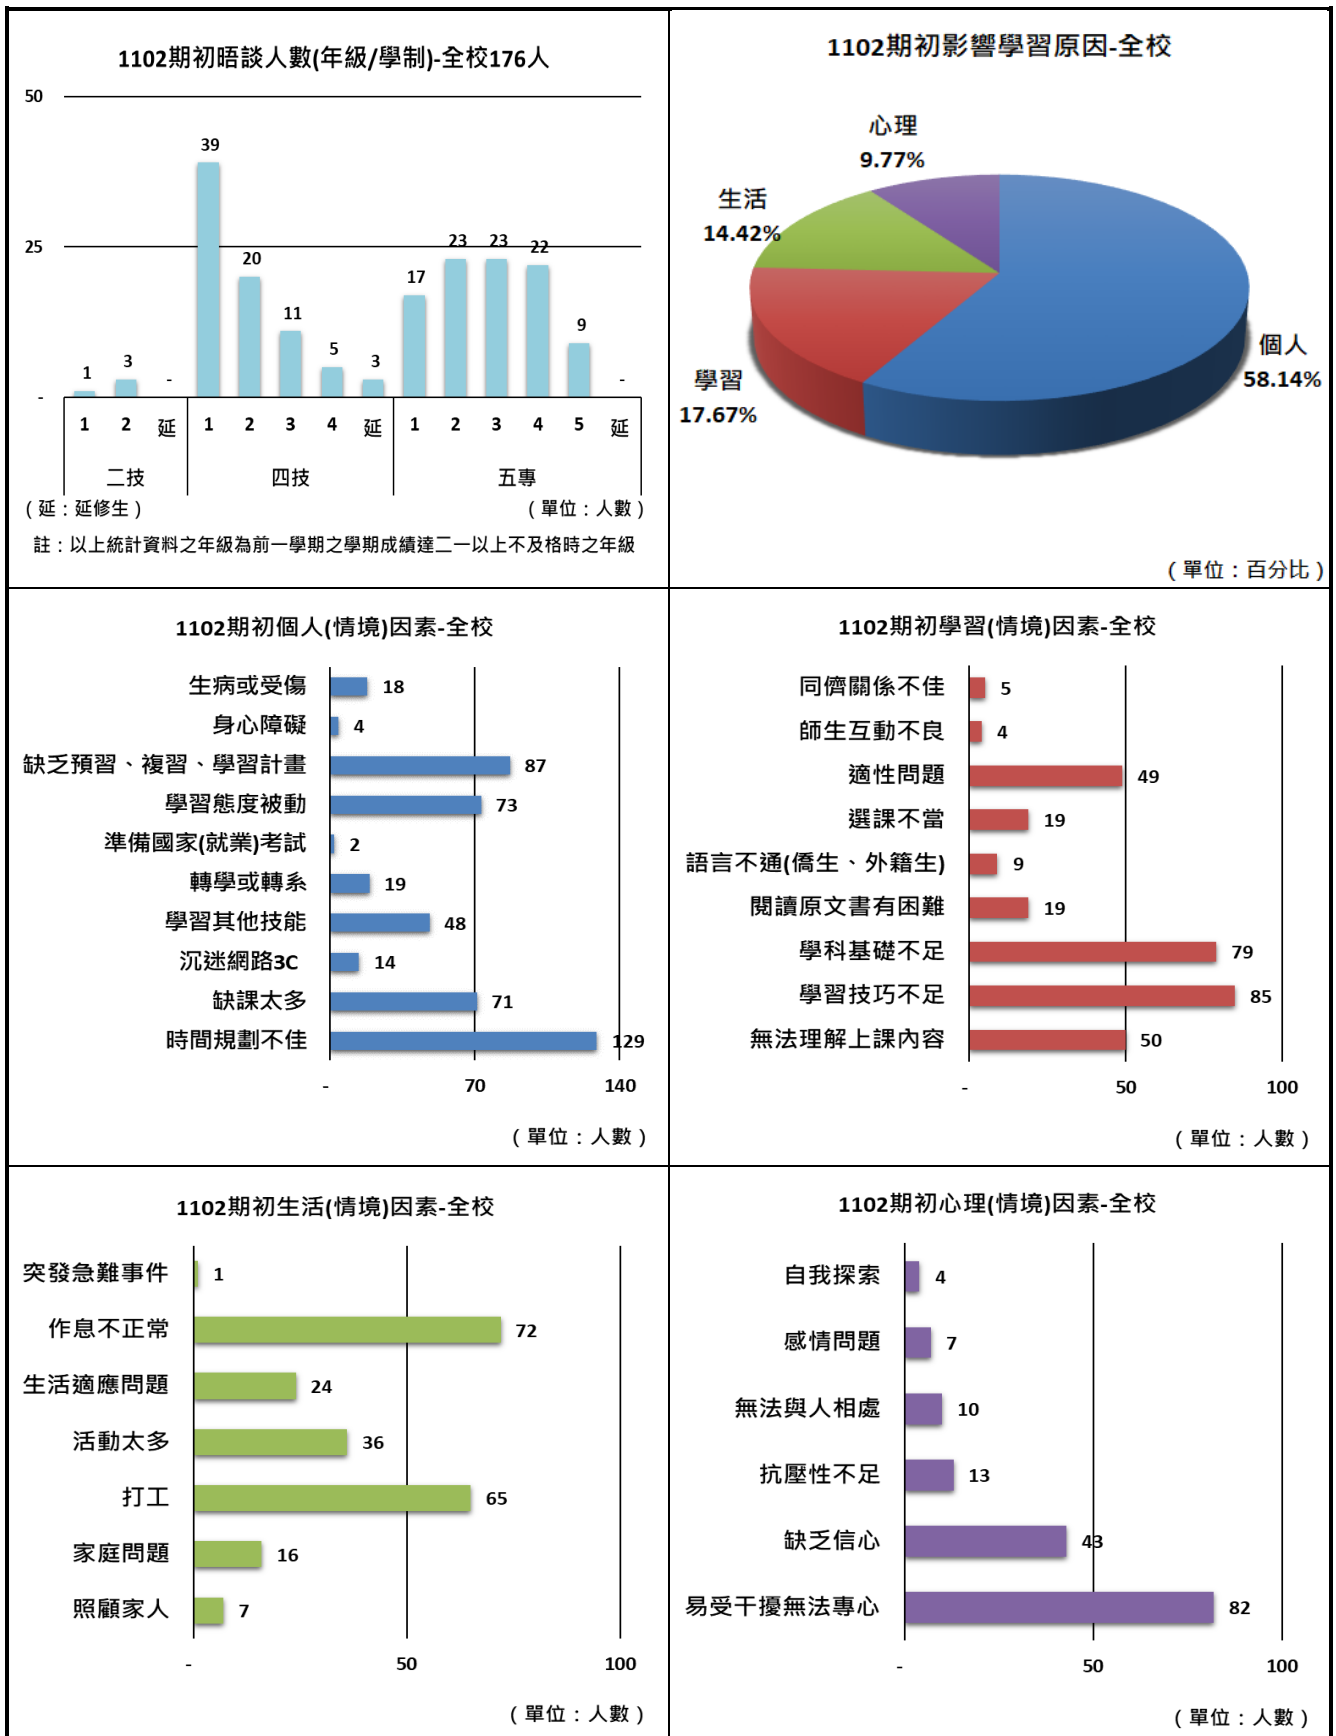 1102期初晤談人數(年級/學制)-全校176人
50
25
-
1
3
-
39
20
11
5
3
17
23
23
22
9
-
1 2 延 1 2 3 4 延 1 2 3 4 5 延
二技 四技 五專
（延：延修生） （單位：人數）
註：以上統計資料之年級為前一學期之學期成績達二一以上不及格時之年級
1102期初影響學習原因-全校
心理
9.77%
生活
14.42%
學習
17.67%
個人
58.14%
（單位：百分比）
1102期初個人(情境)因素-全校
生病或受傷 18
身心障礙 4
缺乏預習、複習、學習計畫 87
學習態度被動 73
準備國家(就業)考試 2
轉學或轉系 19
學習其他技能 48
沉迷網路3C 14
缺課太多 71
時間規劃不佳 129
- 70 140
（單位：人數）
1102期初學習(情境)因素-全校
同儕關係不佳 5
師生互動不良 4
適性問題 49
選課不當 19
語言不通(僑生、外籍生) 9
閱讀原文書有困難 19
學科基礎不足 79
學習技巧不足 85
無法理解上課內容 50
- 50 100
（單位：人數）
1102期初生活(情境)因素-全校
突發急難事件 1
作息不正常 72
生活適應問題 24
活動太多 36
打工 65
家庭問題 16
照顧家人 7
- 50 100
（單位：人數）
1102期初心理(情境)因素-全校
自我探索 4
感情問題 7
無法與人相處 10
抗壓性不足 13
缺乏信心 43
易受干擾無法專心 82
- 50 100
（單位：人數）